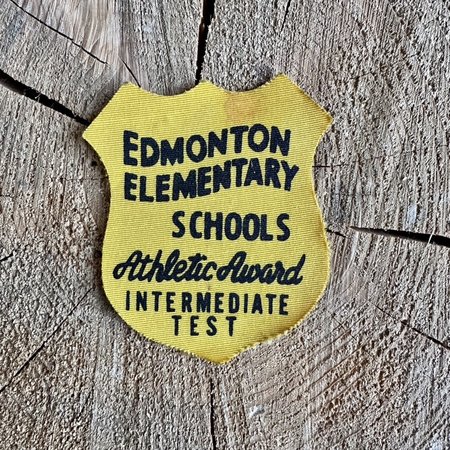 EDMONTON
ELEMENTARY
SCHOOLS
Athletic Award
INTERMEDIATE
TEST